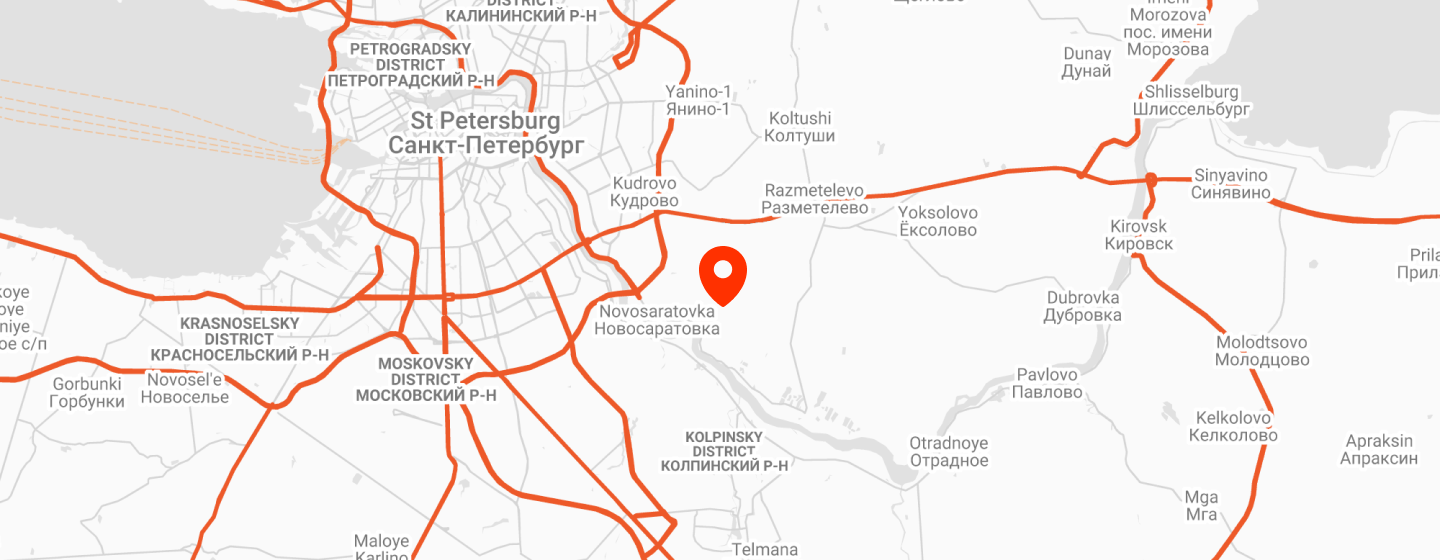 DISTRICT
КАЛИНИНСКИЙ Р-Н
Morozova
пос. имени
Морозова
PETROGRADSKY
DISTRICT
ПЕТРОГРАДСКИЙ Р-Н
Dunay
Дунай
Yanino-1
Янино-1
Shlisselburg
Шлиссельбург
St Petersburg
Санкт-Петербург
Koltushi
Колтуши
Kudrovo
Кудрово
Razmetelevo
Разметелево
Sinyavino
Синявино
Yoksolovo
Ёксолово
Kirovsk
Кировск
Prila
Прил
koye
ove
niye
ое с/п
Novosaratovka
Новосаратовка
Dubrovka
Дубровка
KRASNOSELSKY
DISTRICT
КРАСНОСЕЛЬСКИЙ Р-Н
Molodtsovo
Молодцово
MOSKOVSKY
DISTRICT
МОСКОВСКИЙ Р-Н
Gorbunki
Горбунки
Novosel'e
Новоселье
Pavlovo
Павлово
Kelkolovo
Келколово
KOLPINSKY
DISTRICT
КОЛПИНСКИЙ Р-Н
Otradnoye
Отрадное
Apraksin
Апраксин
Mga
Мга
Maloye
Karlino
Telmana